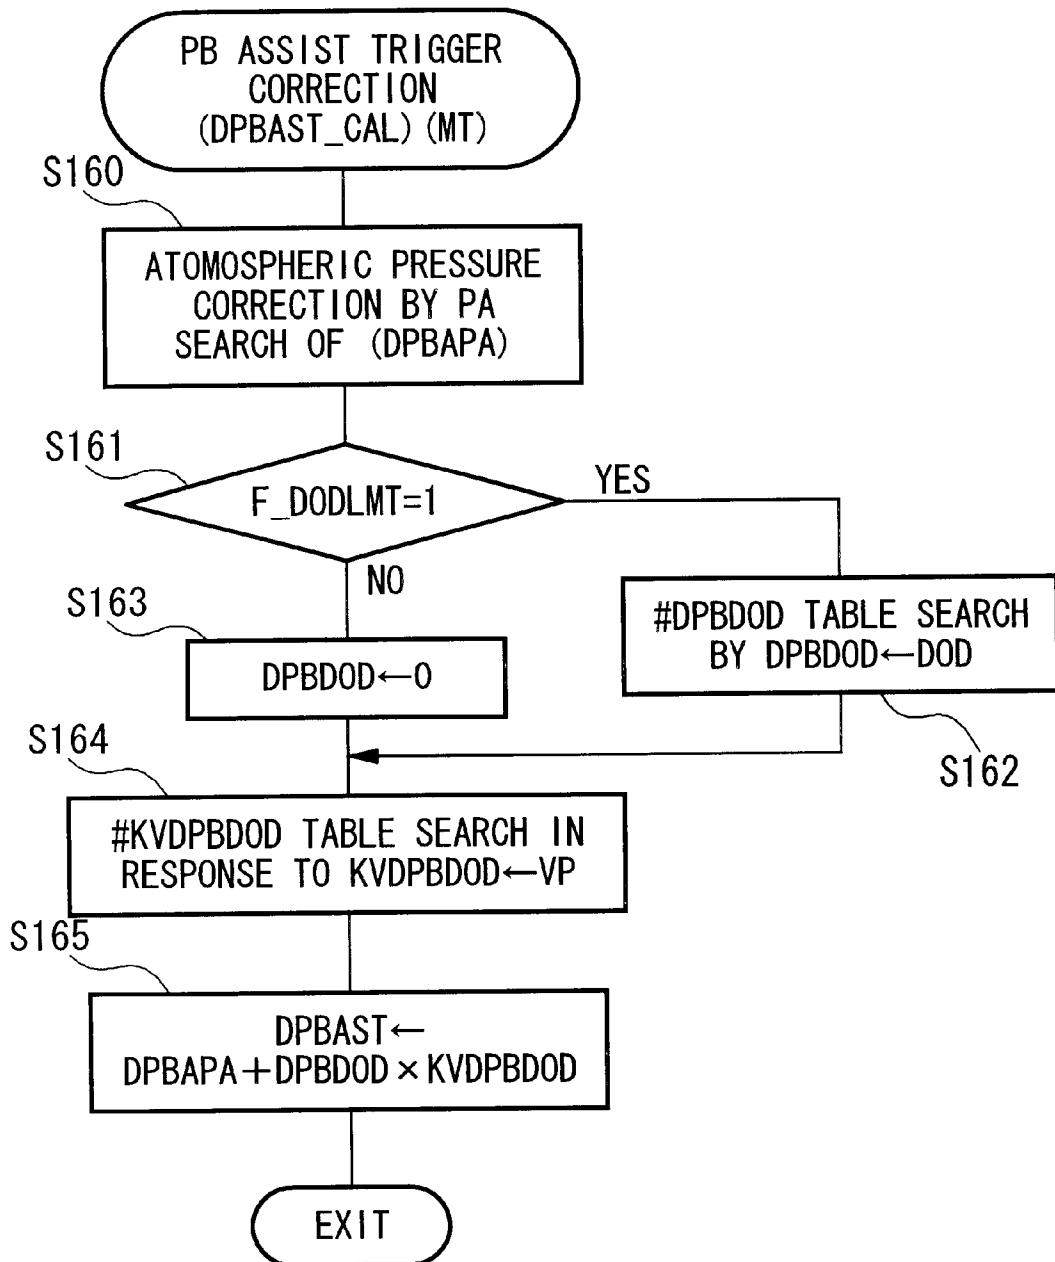 PB ASSIST TRIGGER
CORRECTION
(DPBAST_CAL) (MT)
S160
ATOMOSPHERIC PRESSURE
CORRECTION BY PA
SEARCH OF (DPBAPA)
S161
F_DODLMT=1
YES
NO
S163
DPBDOD←0
#DPBDOD TABLE SEARCH
BY DPBDOD←DOD
S162
S164
#KVDPBDOD TABLE SEARCH IN
RESPONSE TO KVDPBDOD←VP
S165
DPBAST←
DPBAPA+DPBDOD×KVDPBDOD
EXIT